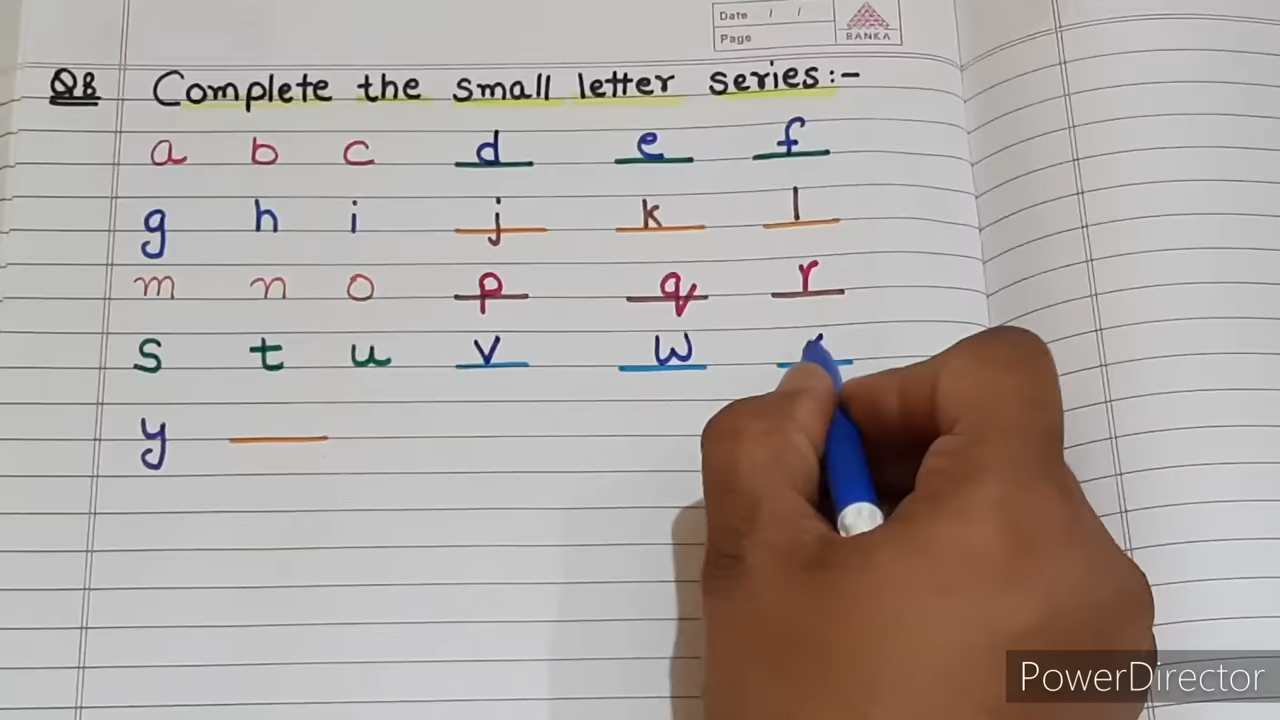 Date / /
Page
BANKA
Q8 Complete the small letter series:-
a b c d e f
g h i j k l
m n o p q r
s t u v w
y
PowerDirector